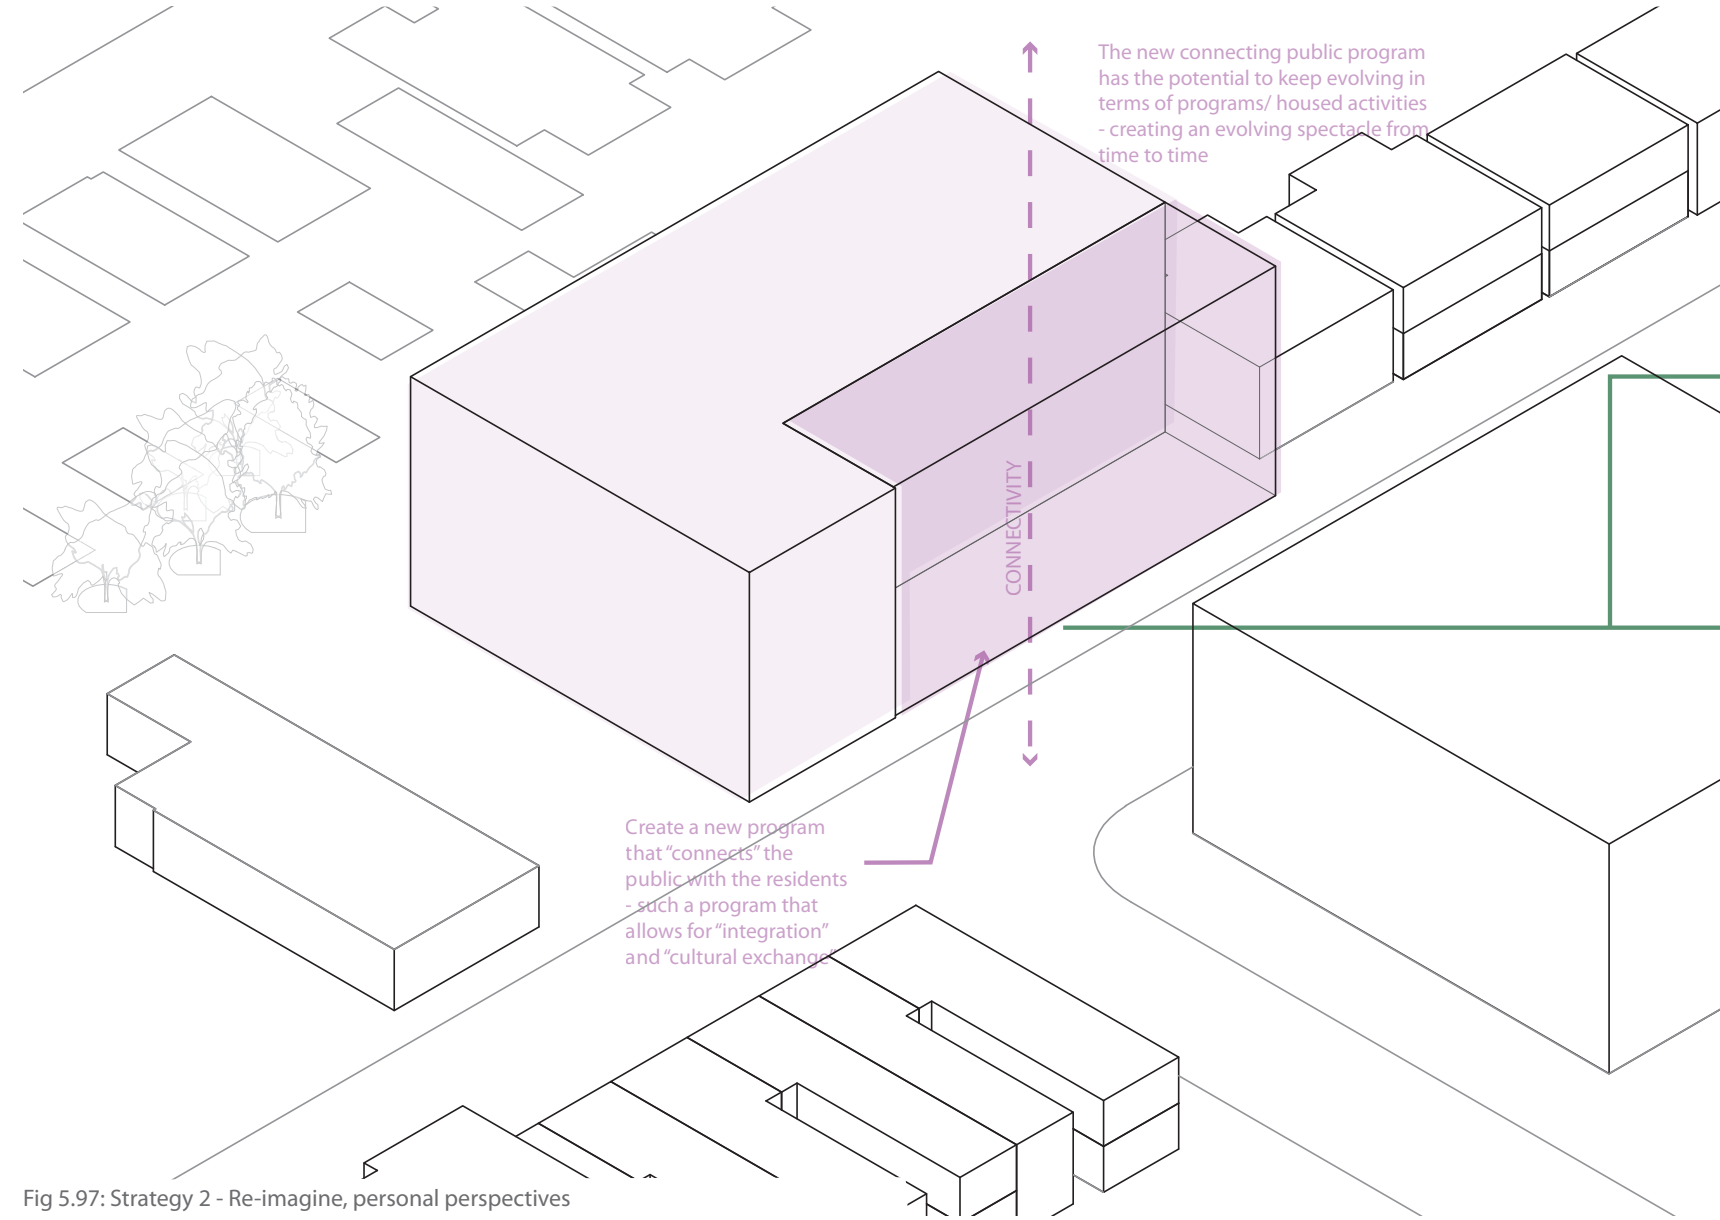 The new connecting public program
has the potential to keep evolving in
terms of programs/ housed activities
- creating an evolving spectacle from
time to time
CONNECTIVITY
Create a new program
that “connects” the
public with the residents
- such a program that
allows for “integration”
and “cultural exchange”
Fig 5.97: Strategy 2 - Re-imagine, personal perspectives